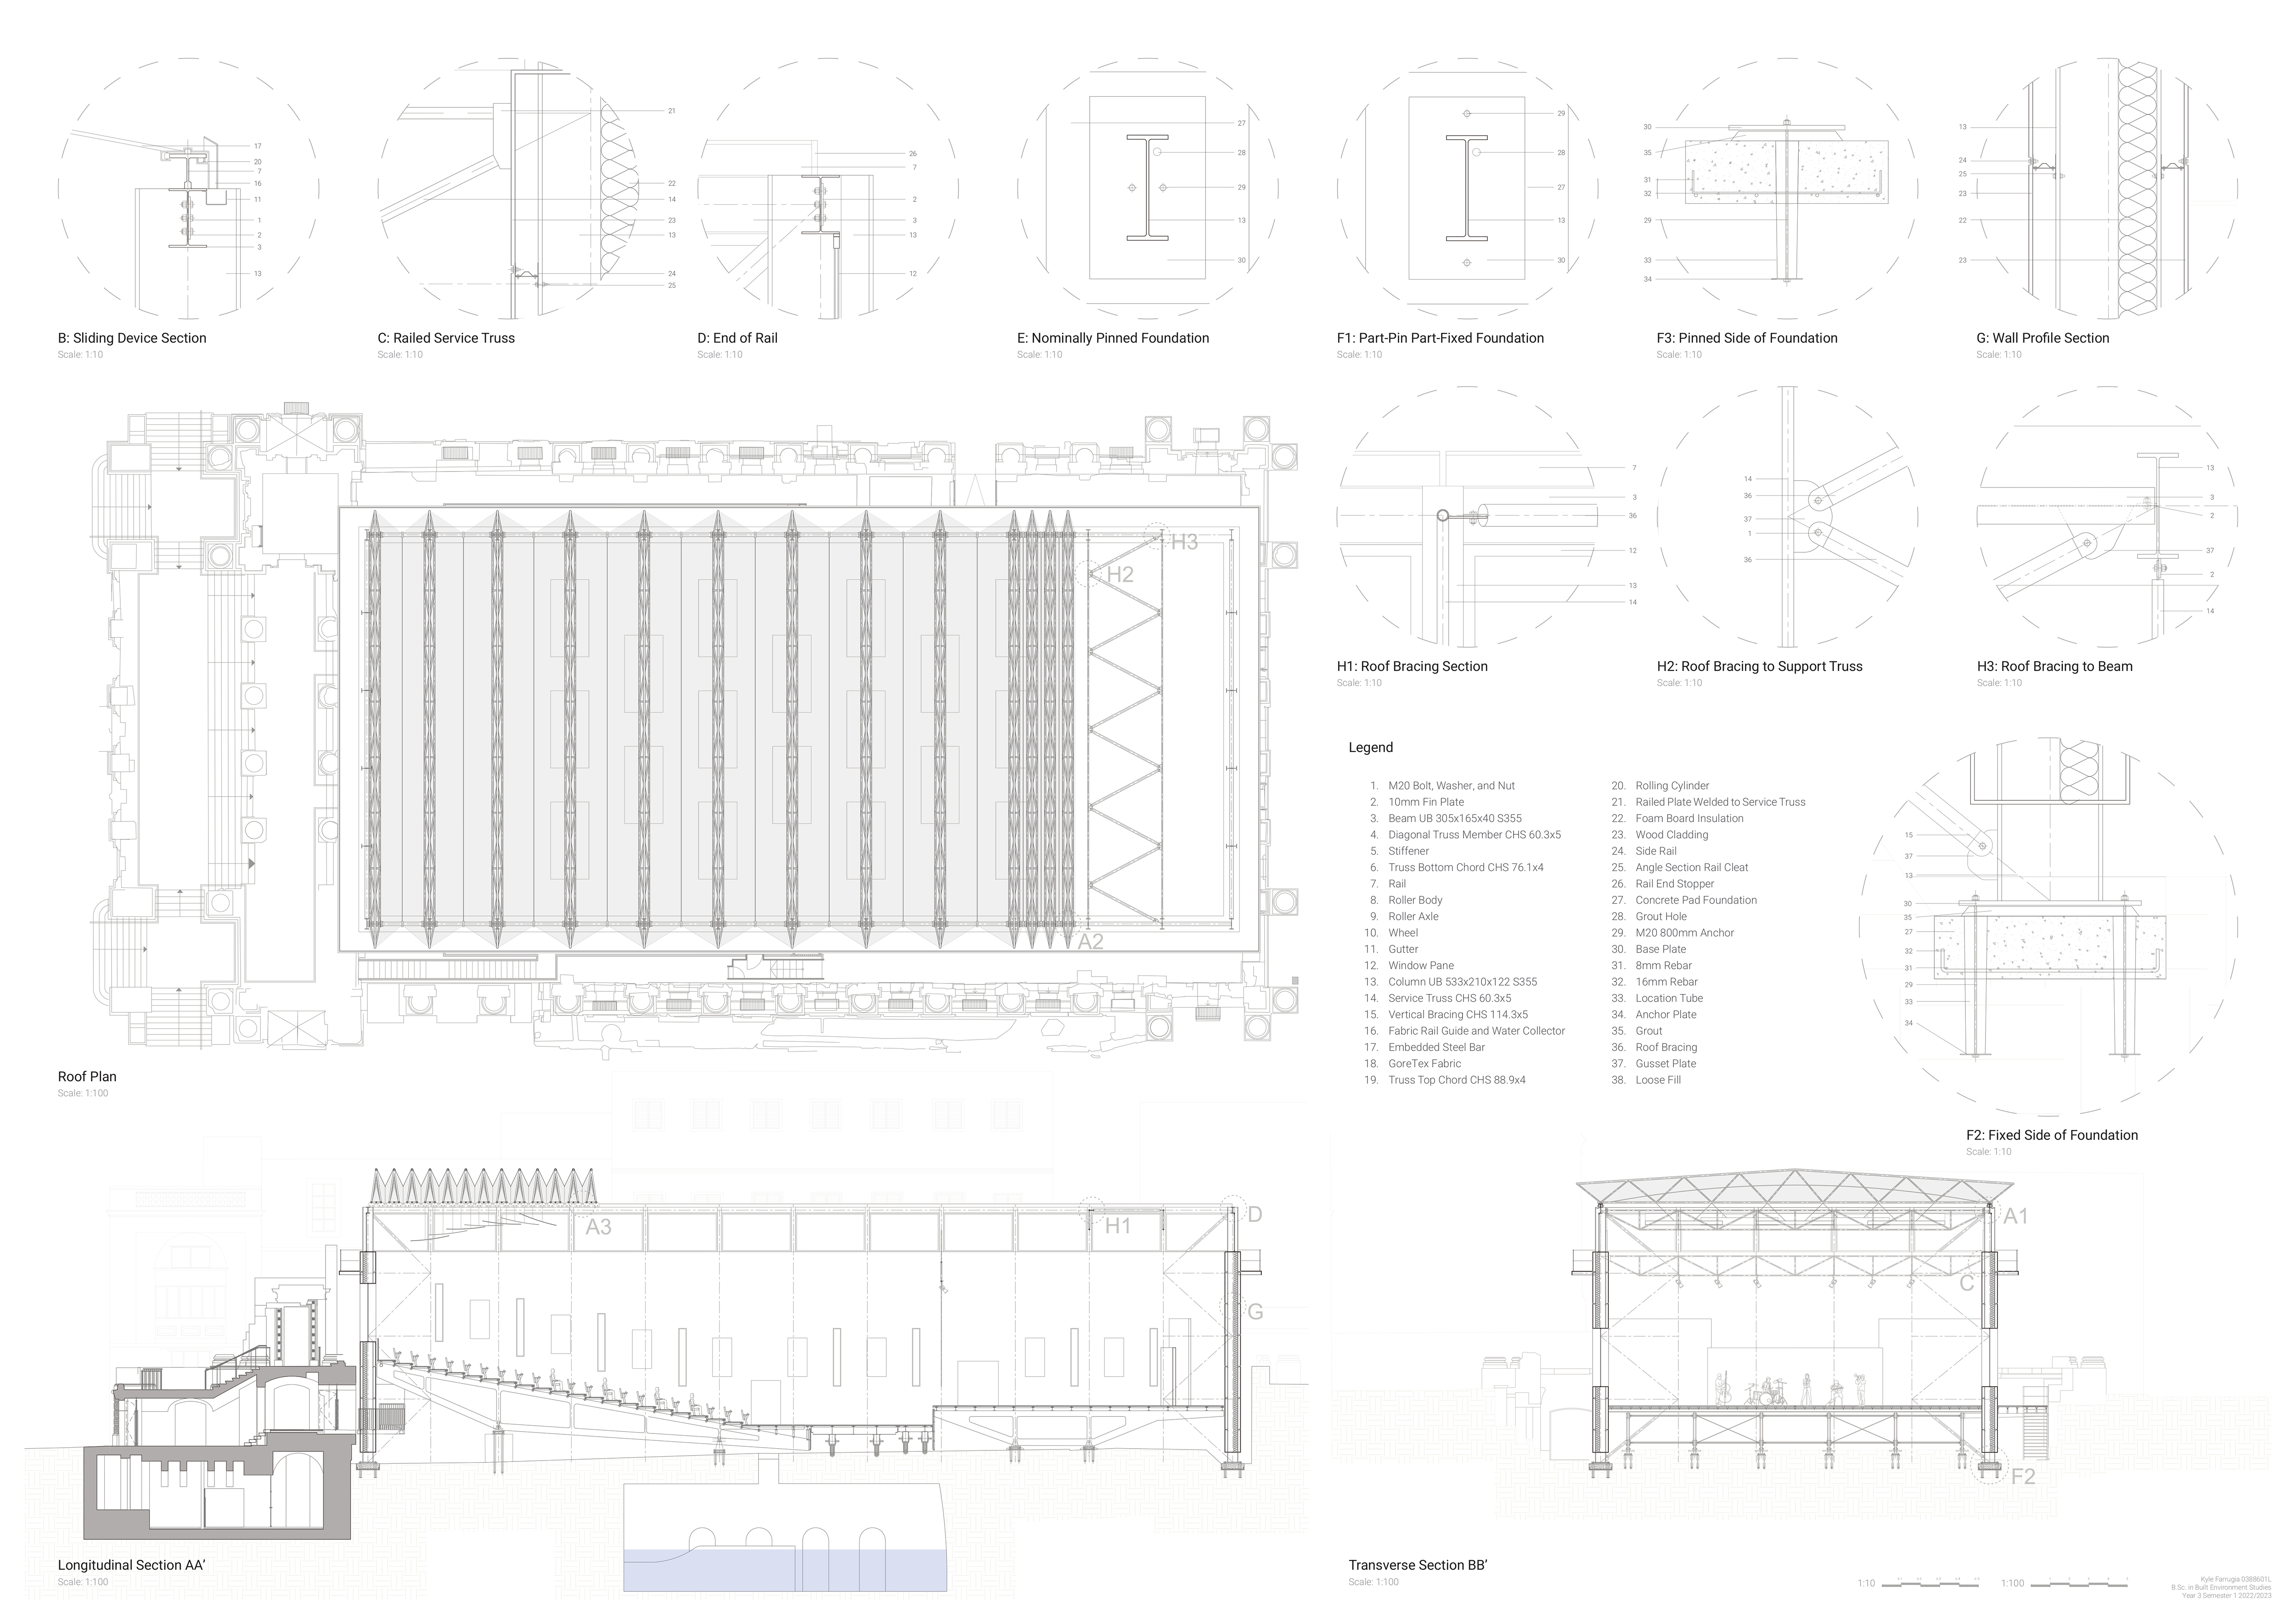 17
20
7
16
11
1
2
3
13
B: Sliding Device Section
Scale: 1:10
21
22
14
23
13
24
25
C: Railed Service Truss
Scale: 1:10
26
7
2
3
13
12
D: End of Rail
Scale: 1:10
27
28
29
13
30
E: Nominally Pinned Foundation
Scale: 1:10
29
28
27
13
30
F1: Part-Pin Part-Fixed Foundation
Scale: 1:10
30
35
31
32
29
33
34
F3: Pinned Side of Foundation
Scale: 1:10
13
24
25
23
22
23
G: Wall Profile Section
Scale: 1:10
7
3
36
12
13
14
H1: Roof Bracing Section
Scale: 1:10
14
36
37
1
36
H2: Roof Bracing to Support Truss
Scale: 1:10
13
3
2
37
2
14
H3: Roof Bracing to Beam
Scale: 1:10
H3
H2
A2
Roof Plan
Scale: 1:100
Legend
1. M20 Bolt, Washer, and Nut
2. 10mm Fin Plate
3. Beam UB 305x165x40 S355
4. Diagonal Truss Member CHS 60.3x5
5. Stiffener
6. Truss Bottom Chord CHS 76.1x4
7. Rail
8. Roller Body
9. Roller Axle
10. Wheel
11. Gutter
12. Window Pane
13. Column UB 533x210x122 S355
14. Service Truss CHS 60.3x5
15. Vertical Bracing CHS 114.3x5
16. Fabric Rail Guide and Water Collector
17. Embedded Steel Bar
18. GoreTex Fabric
19. Truss Top Chord CHS 88.9x4
20. Rolling Cylinder
21. Railed Plate Welded to Service Truss
22. Foam Board Insulation
23. Wood Cladding
24. Side Rail
25. Angle Section Rail Cleat
26. Rail End Stopper
27. Concrete Pad Foundation
28. Grout Hole
29. M20 800mm Anchor
30. Base Plate
31. 8mm Rebar
32. 16mm Rebar
33. Location Tube
34. Anchor Plate
35. Grout
36. Roof Bracing
37. Gusset Plate
38. Loose Fill
15
37
13
30
35
27
32
31
29
33
34
F2: Fixed Side of Foundation
Scale: 1:10
A3
H1
D
G
Longitudinal Section AA’
Scale: 1:100
A1
C
F2
Transverse Section BB’
Scale: 1:100
1:10
1:100
Kyle Farrugia 0388601L
B.Sc. in Built Environment Studies
Year 3 Semester 1 2022/2023